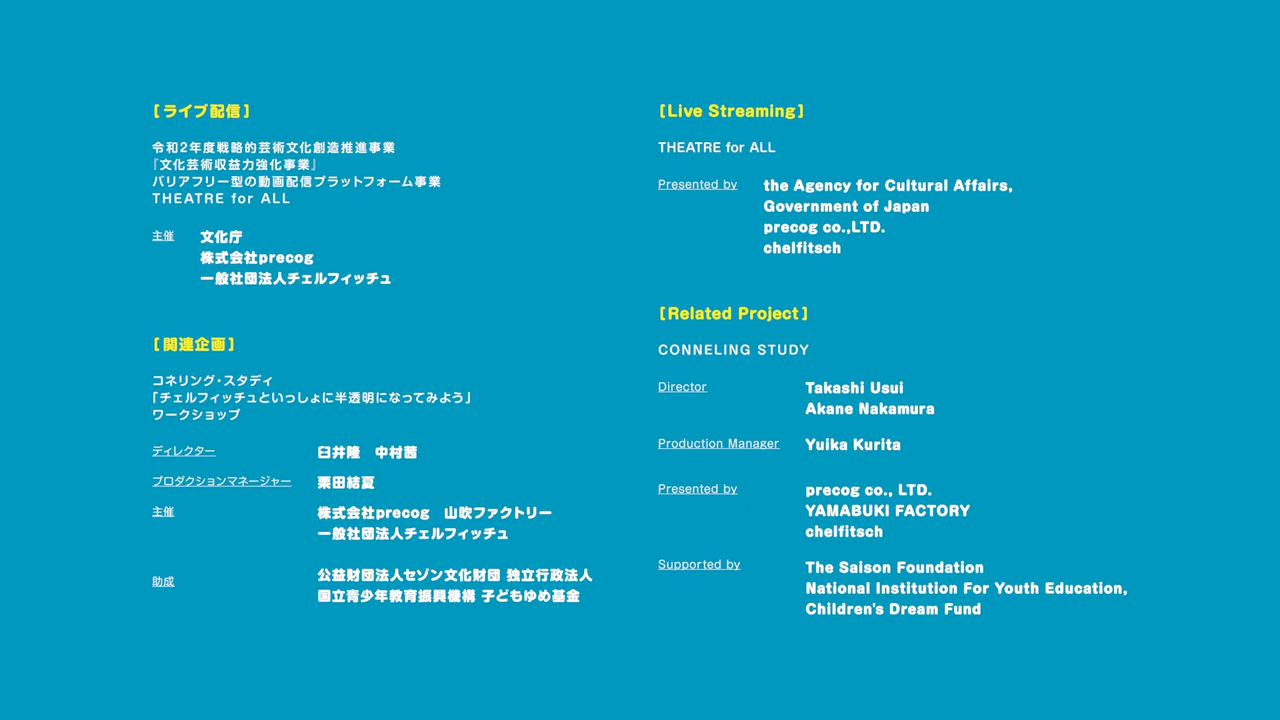 [ライブ配信]
令和2年度戦略的芸術文化創造推進事業
『文化芸術収益力強化事業』
バリアフリー型の動画配信プラットフォーム事業
THEATRE for ALL
主催 文化庁
株式会社precog
一般社団法人チェルフィッチュ
[関連企画]
コネリング・スタディ
「チェルフィッチュといっしょに半透明になってみよう」
ワークショップ
ディレクター 臼井隆 中村茜
プロダクションマネージャー 栗田結夏
主催 株式会社precog 山吹ファクトリー
一般社団法人チェルフィッチュ
助成 公益財団法人セゾン文化財団 独立行政法人
国立青少年教育振興機構 子どもゆめ基金
[Live Streaming]
THEATRE for ALL
Presented by the Agency for Cultural Affairs,
Government of Japan
precog co.,LTD.
chelfitsch
[Related Project]
CONNELING STUDY
Director Takashi Usui
Akane Nakamura
Production Manager Yuika Kurita
Presented by precog co., LTD.
YAMABUKI FACTORY
chelfitsch
Supported by The Saison Foundation
National Institution For Youth Education,
Children's Dream Fund